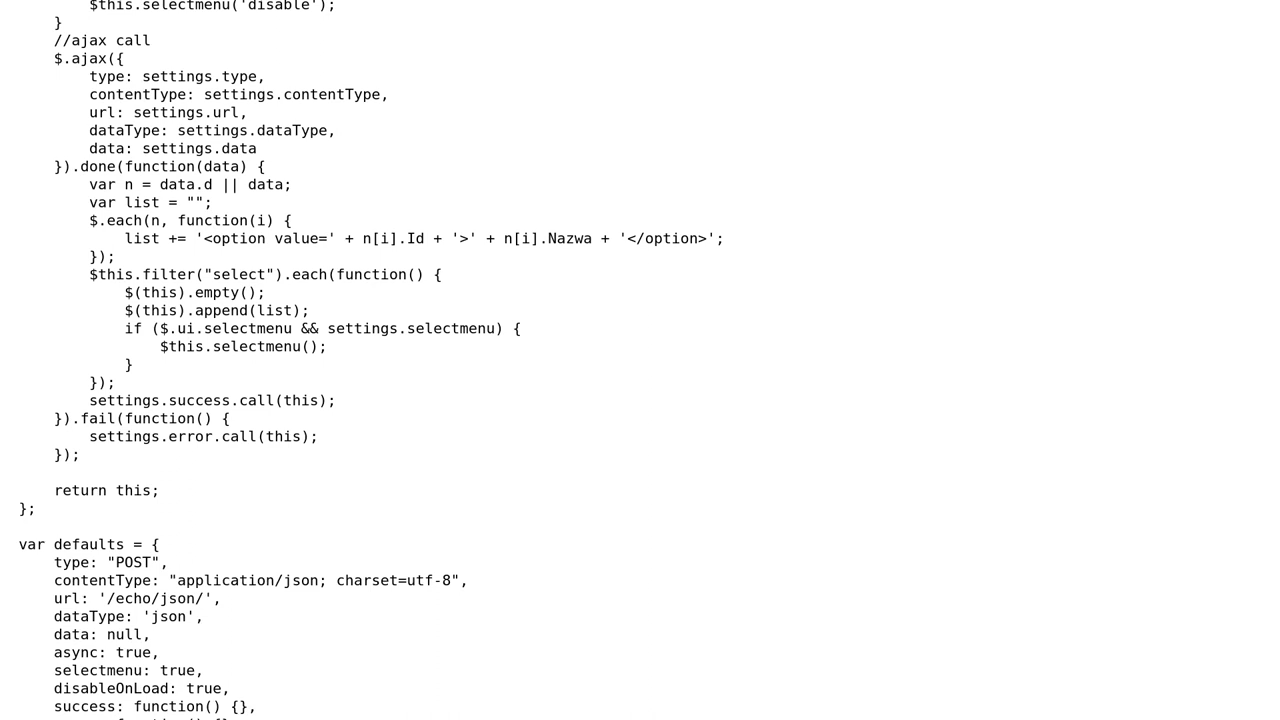 $this.selectmenu('disable');
}
//ajax call
$.ajax({
type: settings.type,
contentType: settings.contentType,
url: settings.url,
dataType: settings.dataType,
data: settings.data
}).done(function(data) {
var n = data.d || data;
var list = "";
$.each(n, function(i) {
list += '<option value=' + n[i].Id + '>' + n[i].Nazwa + '</option>';
});
$this.filter("select").each(function() {
$(this).empty();
$(this).append(list);
if ($.ui.selectmenu && settings.selectmenu) {
$this.selectmenu();
}
});
settings.success.call(this);
}).fail(function() {
settings.error.call(this);
});
return this;
};
var defaults = {
type: "POST",
contentType: "application/json; charset=utf-8",
url: '/echo/json/',
dataType: 'json',
data: null,
async: true,
selectmenu: true,
disableOnLoad: true,
success: function() {},